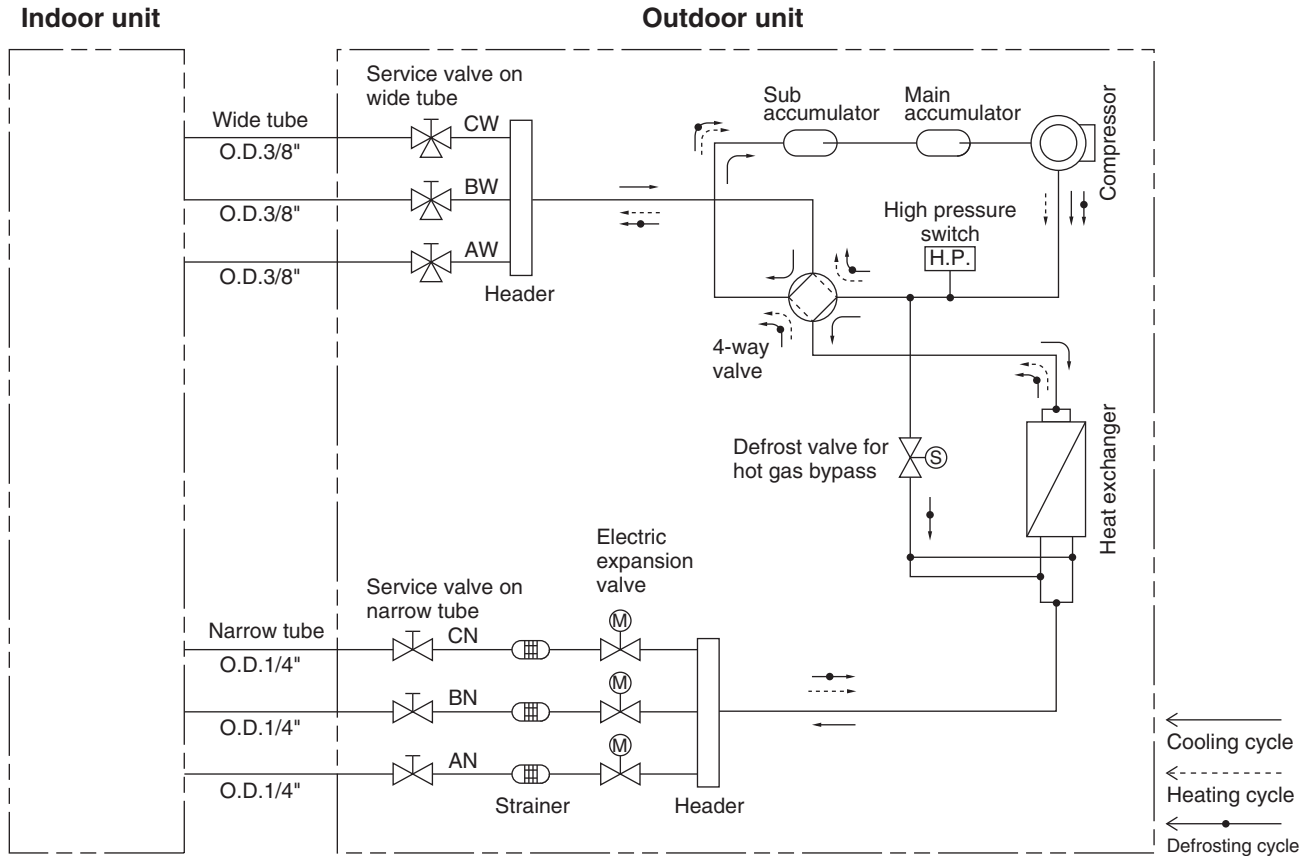 Indoor unit
Outdoor unit
Service valve on
wide tube
Wide tube
O.D.3/8"
CW
O.D.3/8"
BW
O.D.3/8"
AW
Header
Sub
accumulator
Main
accumulator
Compressor
High pressure
switch
H.P.
4-way
valve
Defrost valve for
hot gas bypass
S
Heat exchanger
Electric
expansion
valve
Service valve on
narrow tube
Narrow tube
O.D.1/4"
CN
M
O.D.1/4"
BN
M
O.D.1/4"
AN
M
Strainer
Header
Cooling cycle
Heating cycle
Defrosting cycle